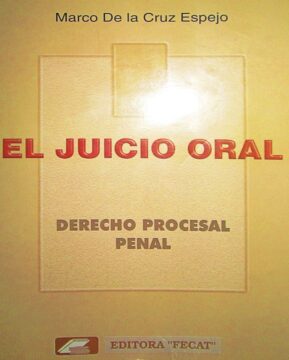 Marco De la Cruz Espejo
EL JUICIO ORAL
DERECHO PROCESAL
PENAL
EDITORA "FECAT"